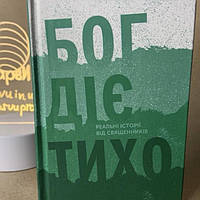 БОГ
ДІЄ
РЕАЛЬНІ ІСТОРІЇ
ВІД СВЯЩЕННИКІВ
ТИХО